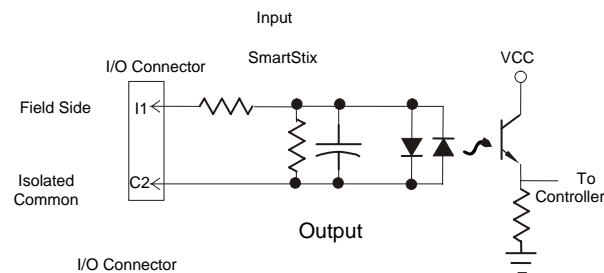 Input
SmartStix
VCC
I/O Connector
Field Side
I1
Isolated
Common
C2
To
Controller
Output
I/O Connector